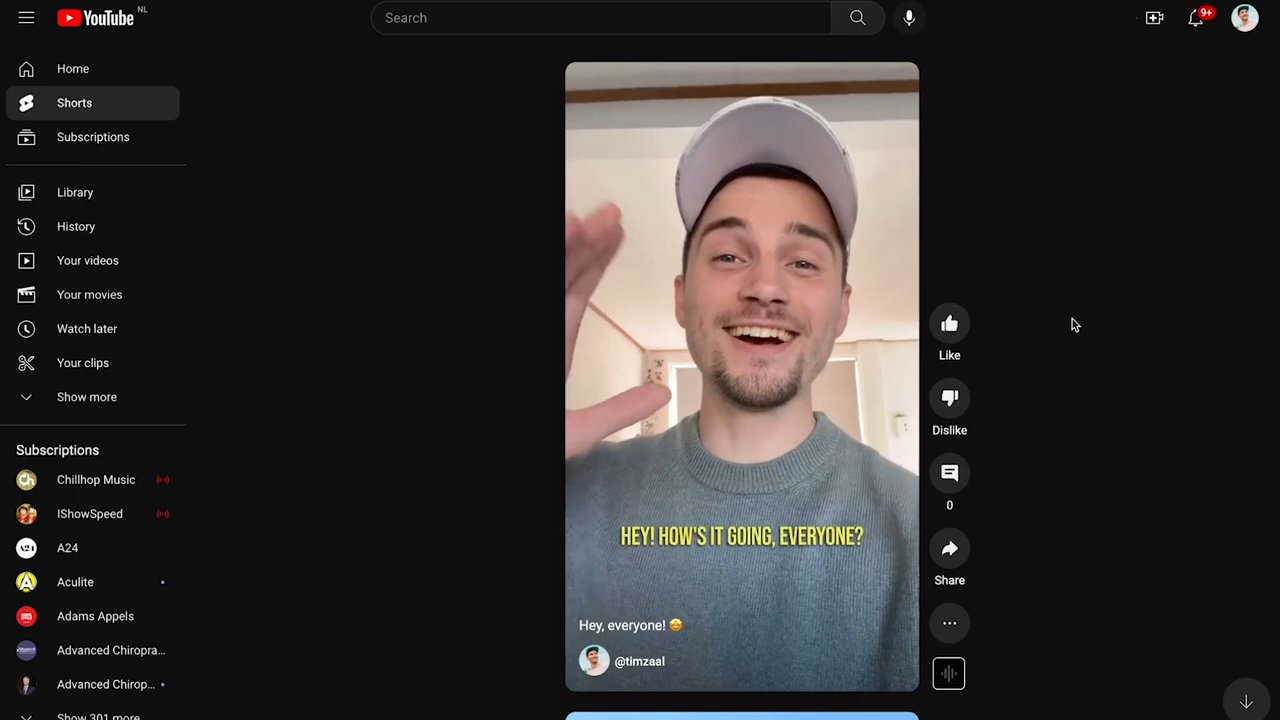 YouTube NL
Search
9+
Home
Shorts
Subscriptions
Library
History
Your videos
Your movies
Watch later
Your clips
Show more
Subscriptions
Chillhop Music
IShowSpeed
A24
Aculite
Adams Appels
Advanced Chiropra...
Advanced Chirop...
Show 301 more
HEY! HOW'S IT GOING, EVERYONE?
Hey, everyone! 🤩
@timzaal
Like
Dislike
0
Share